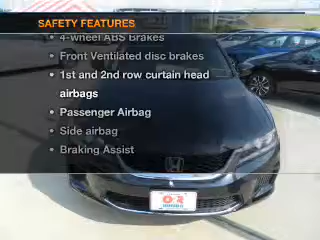 SAFETY FEATURES
4-wheel ABS Brakes
Front Ventilated disc brakes
1st and 2nd row curtain head
airbags
Passenger Airbag
Side airbag
Braking Assist